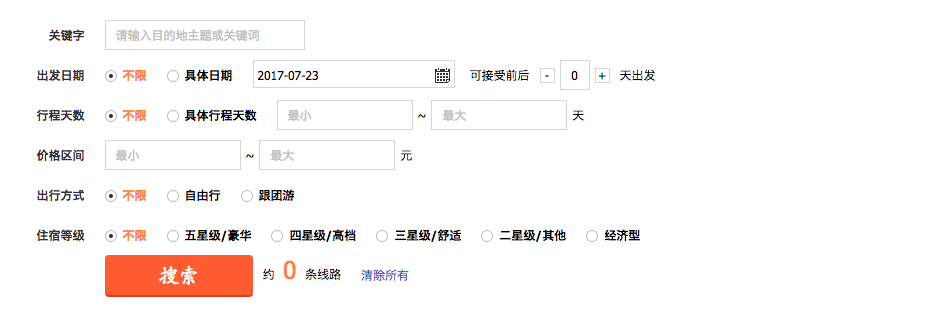 关键字 请输入目的地主题或关键词
出发日期 不限 具体日期 2017-07-23 可接受前后 - 0 + 天出发
行程天数 不限 具体行程天数 最小 ~ 最大 天
价格区间 最小 ~ 最大 元
出行方式 不限 自由行 跟团游
住宿等级 不限 五星级/豪华 四星级/高档 三星级/舒适 二星级/其他 经济型
搜索 约 0 条线路 清除所有